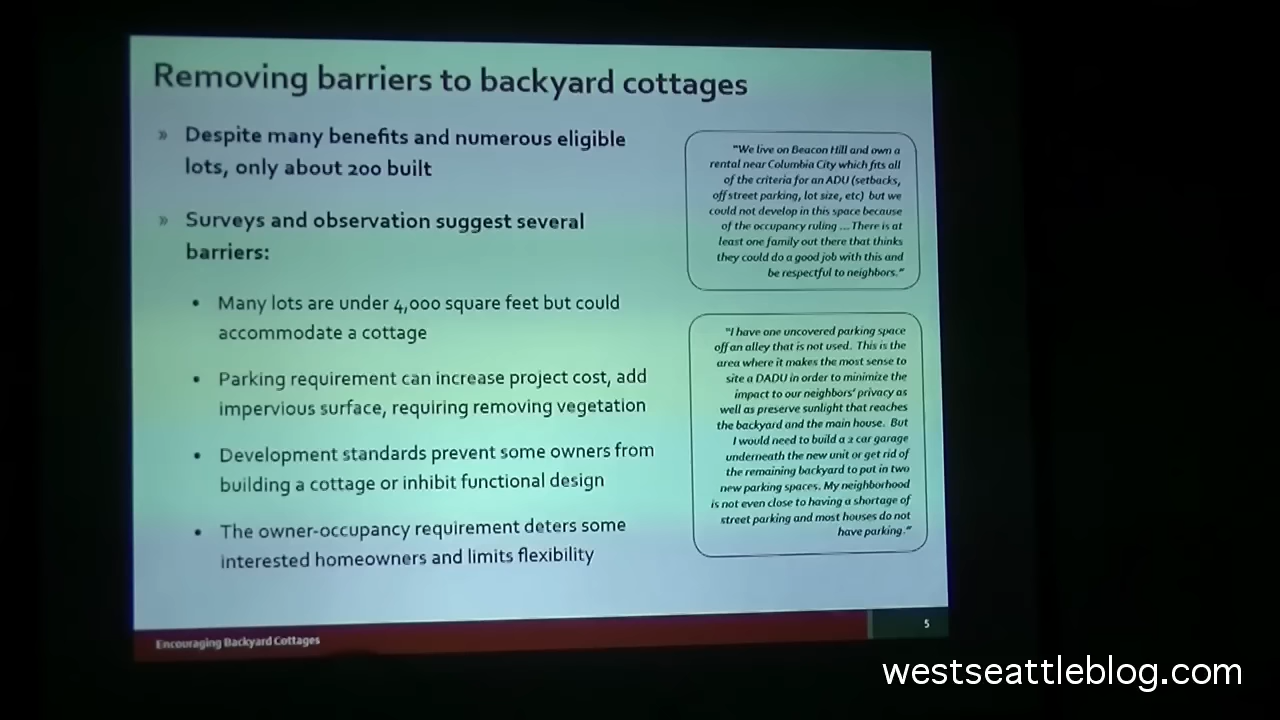 Removing barriers to backyard cottages
» Despite many benefits and numerous eligible
lots, only about 200 built
» Surveys and observation suggest several
barriers:
• Many lots are under 4,000 square feet but could
accommodate a cottage
• Parking requirement can increase project cost, add
impervious surface, requiring removing vegetation
• Development standards prevent some owners from
building a cottage or inhibit functional design
• The owner-occupancy requirement deters some
interested homeowners and limits flexibility
"We live on Beacon Hill and own a
rental near Columbia City which fits all
of the criteria for an ADU (setbacks,
off street parking, lot size, etc) but we
could not develop in this space because
of the occupancy ruling ... There is at
least one family out there that thinks
they could do a good job with this and
be respectful to neighbors."
"I have one uncovered parking space
off an alley that is not used. This is the
area where it makes the most sense to
site a DADU in order to minimize the
impact to our neighbors' privacy as
well as preserve sunlight that reaches
the backyard and the main house. But
I would need to build a 2 car garage
underneath the new unit or get rid of
the remaining backyard to put in two
new parking spaces. My neighborhood
is not even close to having a shortage of
street parking and most houses do not
have parking."
Encouraging Backyard Cottages
5
westseattleblog.com